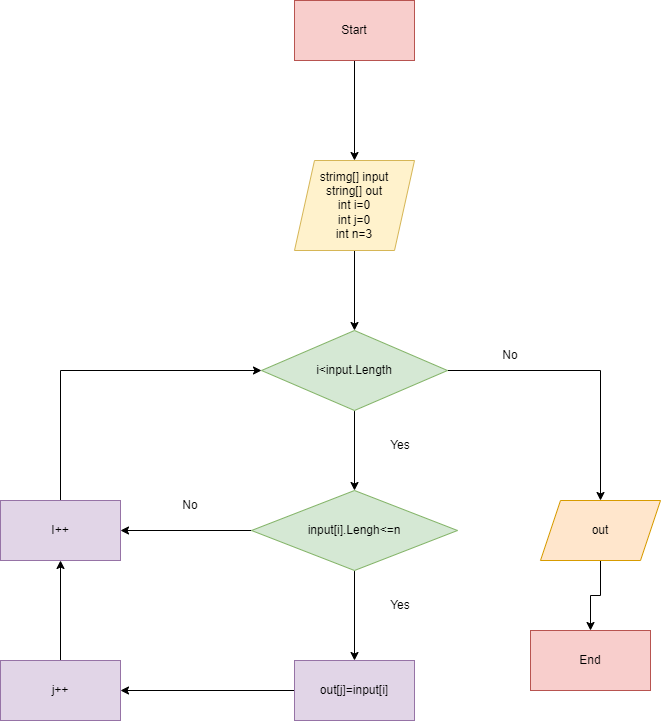 Start
strimg[] input
string[] out
int i=0
int j=0
int n=3
i<input.Length
No
Yes
I++
No
input[i].Lengh<=n
out
Yes
End
j++
out[j]=input[i]